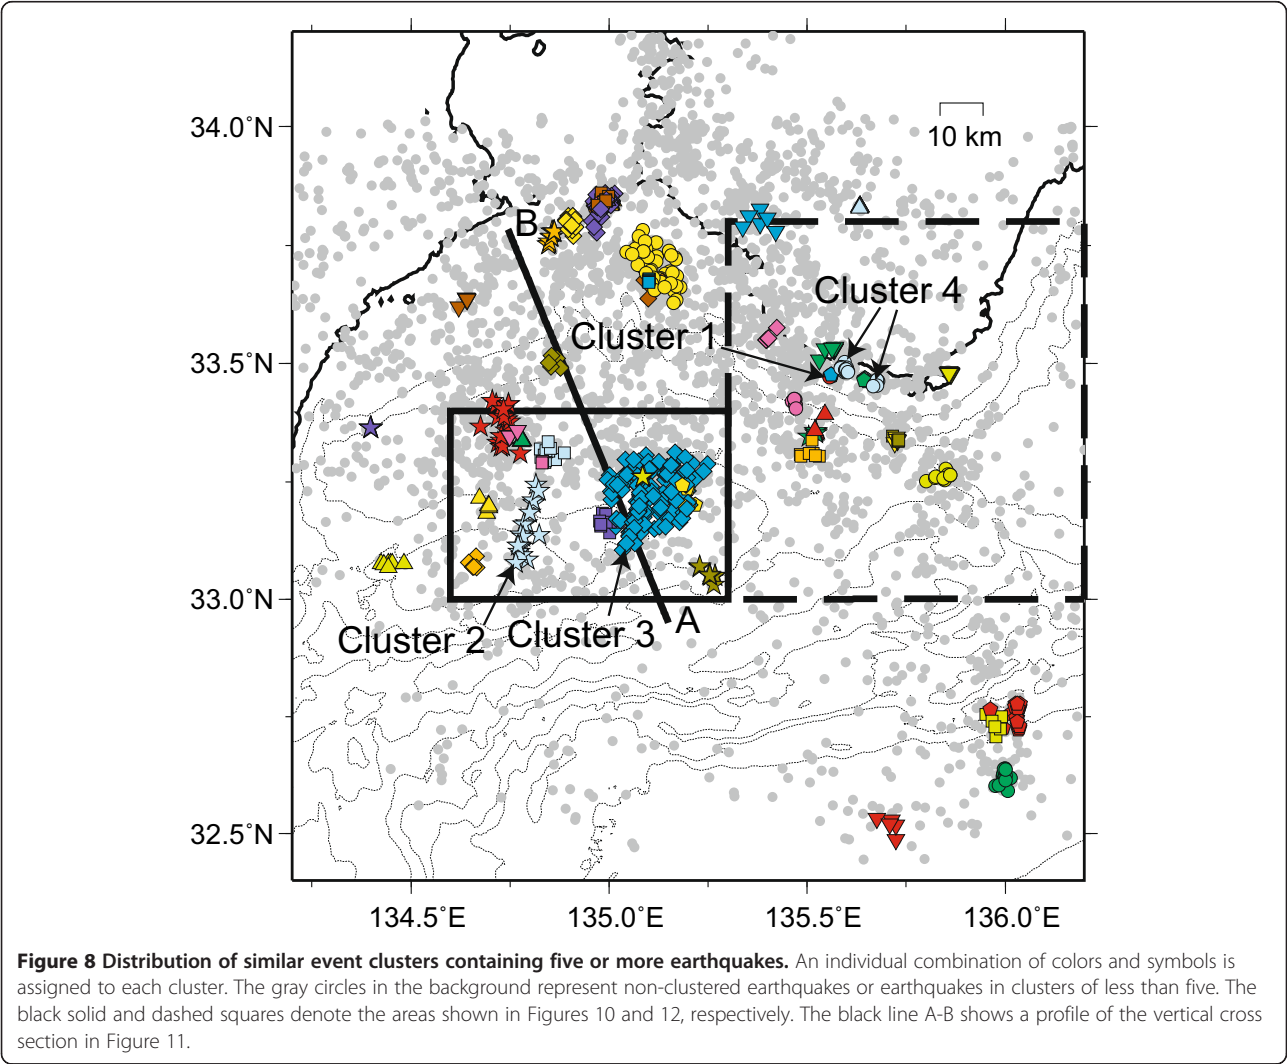 34.0°N
10 km
B
Cluster 4
Cluster 1
33.5°N
33.0°N
A
Cluster 2
Cluster 3
32.5°N
134.5°E
135.0°E
135.5°E
136.0°E
Figure 8 Distribution of similar event clusters containing five or more earthquakes. An individual combination of colors and symbols is
assigned to each cluster. The gray circles in the background represent non-clustered earthquakes or earthquakes in clusters of less than five. The
black solid and dashed squares denote the areas shown in Figures 10 and 12, respectively. The black line A-B shows a profile of the vertical cross
section in Figure 11.